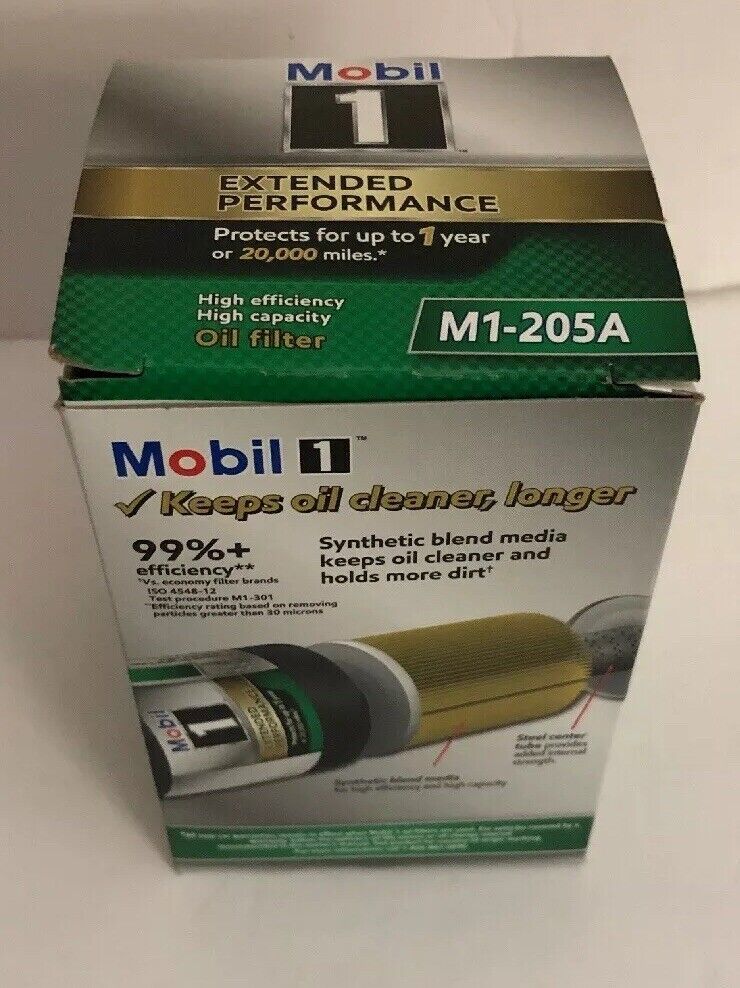 Mobil
1
EXTENDED
PERFORMANCE
Protects for up to 1 year
or 20,000 miles.*
High efficiency
High capacity
Oil filter
M1-205A
Mobil 1™
✓ Keeps oil cleaner, longer
99%+
efficiency**
*Vs. economy filter brands
ISO 4548-12
Test procedure M1-301
**Efficiency rating based on removing
particles greater than 30 microns
Synthetic blend media
keeps oil cleaner and
holds more dirt†
Mobil
1
EXTENDED
PERFORMANCE
Steel center
tube provides
added internal
strength.
Synthetic blend media
for high efficiency and high capacity